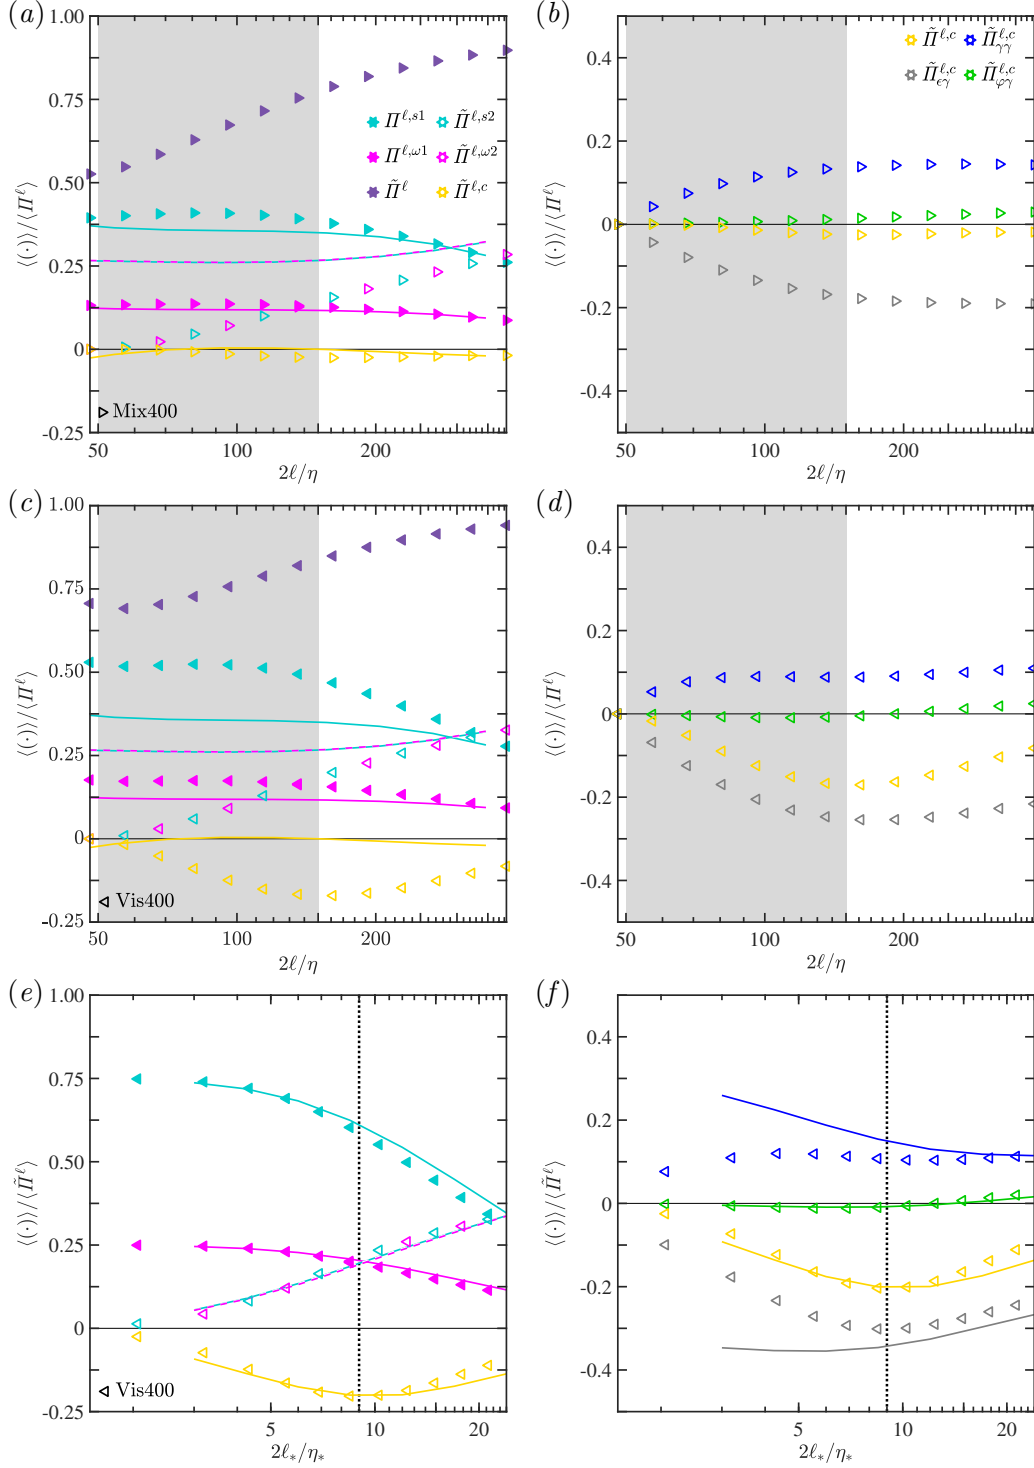 (a)
1.00
0.75
0.50
0.25
0
-0.25
⟨(·)⟩/⟨Π^ℓ⟩
Π^{ℓ,s1} Π̃^{ℓ,s2}
Π^{ℓ,ω1} Π̃^{ℓ,ω2}
Π̃^ℓ Π̃^{ℓ,c}
Mix400
50 100 200
2ℓ/η
(b)
0.4
0.2
0
-0.2
-0.4
⟨(·)⟩/⟨Π^ℓ⟩
Π̃^{ℓ,c} Π̃^{ℓ,c}_{γγ}
Π̃^{ℓ,c}_{ϵγ} Π̃^{ℓ,c}_{φγ}
50 100 200
2ℓ/η
(c)
1.00
0.75
0.50
0.25
0
-0.25
⟨(·)⟩/⟨Π^ℓ⟩
Vis400
50 100 200
2ℓ/η
(d)
0.4
0.2
0
-0.2
-0.4
⟨(·)⟩/⟨Π^ℓ⟩
50 100 200
2ℓ/η
(e)
1.00
0.75
0.50
0.25
0
-0.25
⟨(·)⟩/⟨Π̃^ℓ⟩
Vis400
5 10 20
2ℓ_*/η_*
(f)
0.4
0.2
0
-0.2
-0.4
⟨(·)⟩/⟨Π̃^ℓ⟩
5 10 20
2ℓ_*/η_*